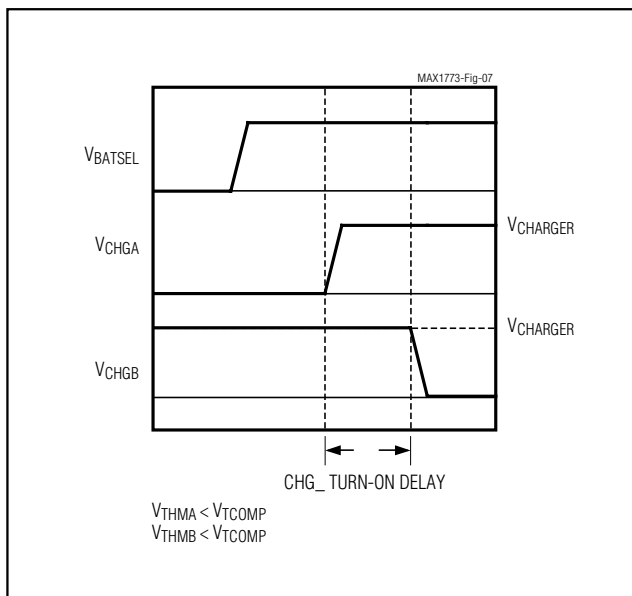 MAX1773-Fig-07
VBATSEL
VCHGA
VCHARGER
VCHARGER
VCHGB
CHG_ TURN-ON DELAY
VTHMA < VTCOMP
VTHMB < VTCOMP